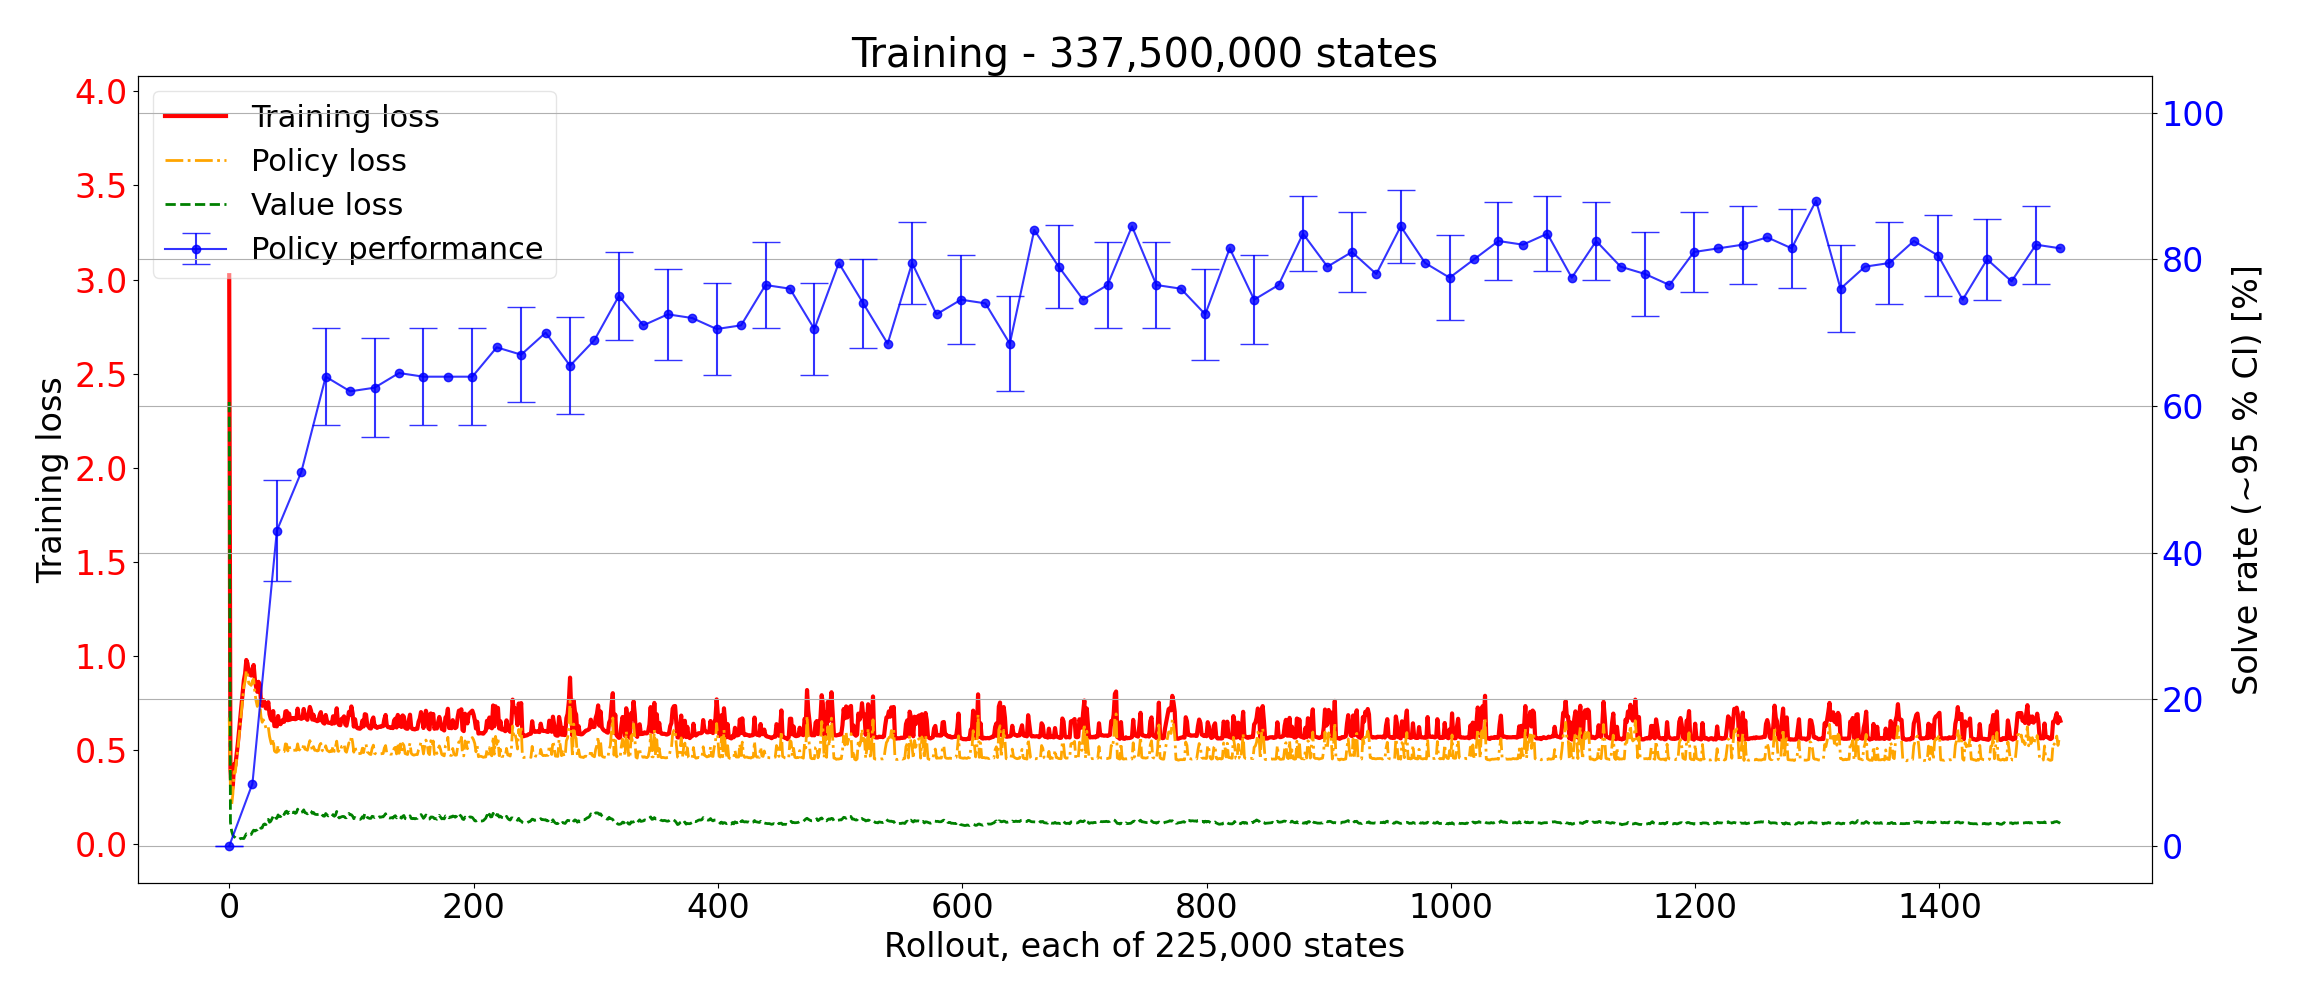 Training - 337,500,000 states
Training loss
4.0
3.5
3.0
2.5
2.0
1.5
1.0
0.5
0.0
Training loss
Policy loss
Value loss
Policy performance
100
80
60
40
20
0
Solve rate (~95 % CI) [%]
0 200 400 600 800 1000 1200 1400
Rollout, each of 225,000 states